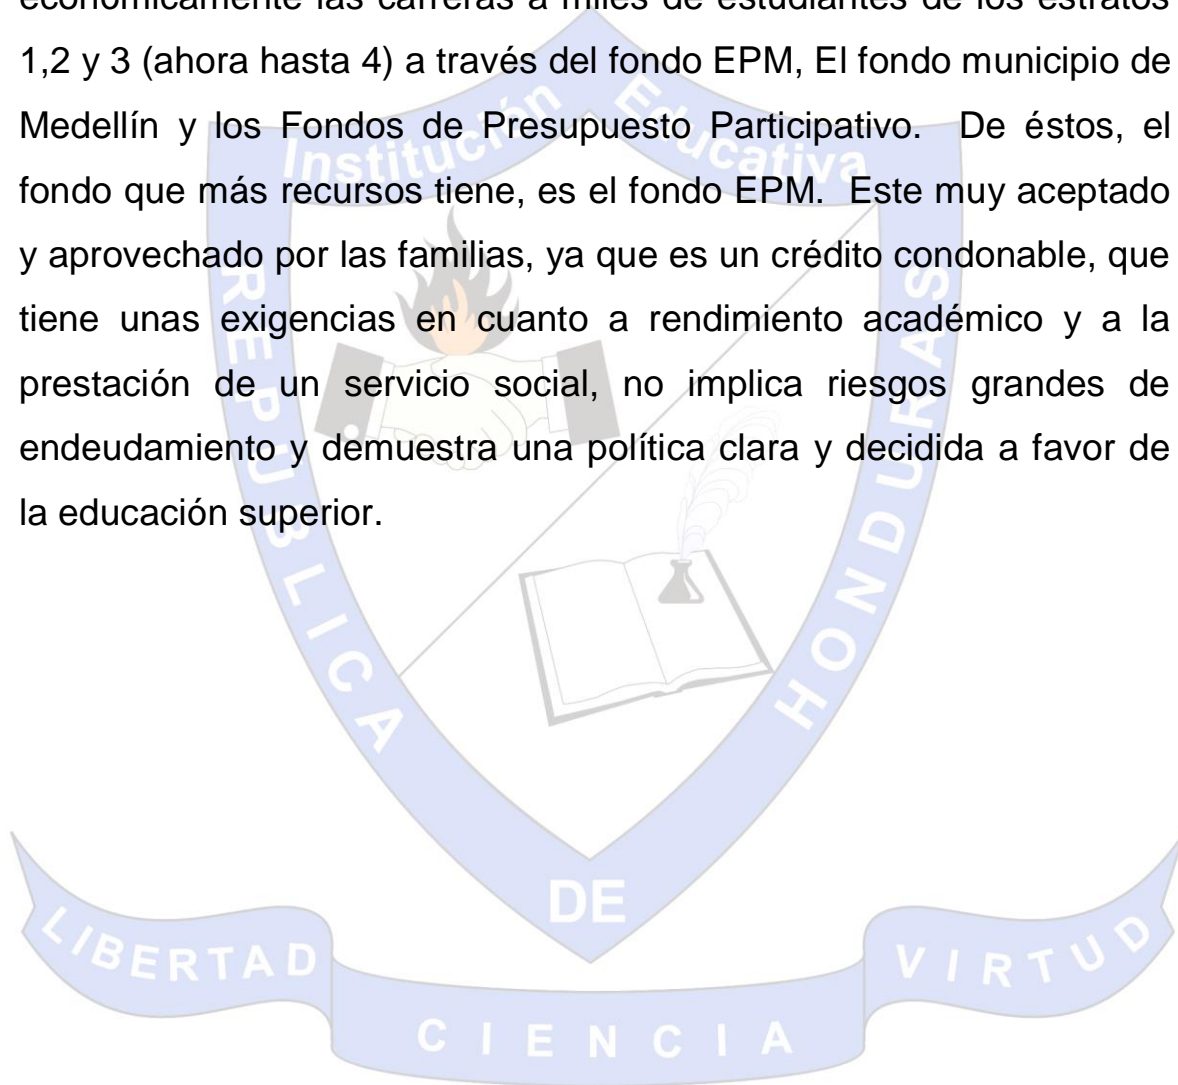 económicamente las carreras a miles de estudiantes de los estratos
1,2 y 3 (ahora hasta 4) a través del fondo EPM, El fondo municipio de
Medellín y los Fondos de Presupuesto Participativo. De éstos, el
fondo que más recursos tiene, es el fondo EPM. Este muy aceptado
y aprovechado por las familias, ya que es un crédito condonable, que
tiene unas exigencias en cuanto a rendimiento académico y a la
prestación de un servicio social, no implica riesgos grandes de
endeudamiento y demuestra una política clara y decidida a favor de
la educación superior.
Institución Educativa
REPUBLICA
DE
HONDURAS
LIBERTAD
CIENCIA
VIRTUD